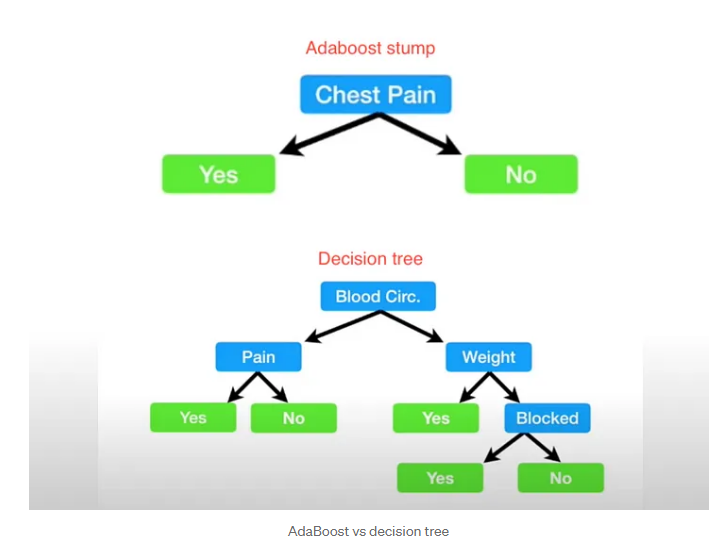 Adaboost stump
Chest Pain
Yes No
Decision tree
Blood Circ.
Pain Weight
Yes No Yes Blocked
Yes No
AdaBoost vs decision tree